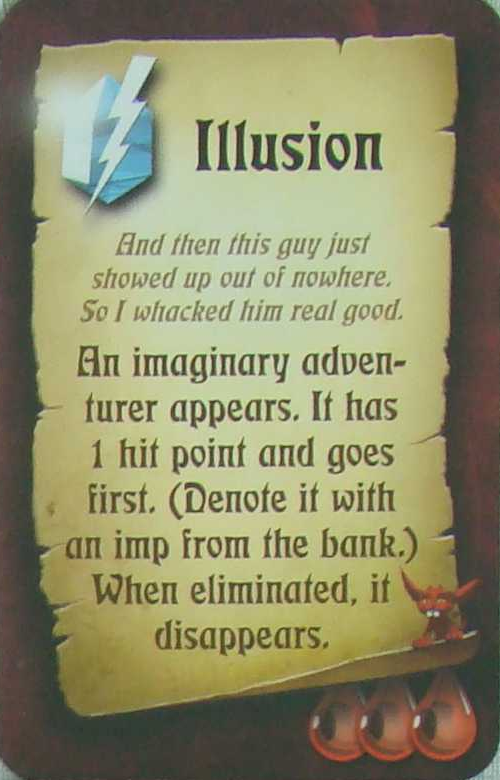 Illusion
And then this guy just
showed up out of nowhere.
So I whacked him real good.
An imaginary adven-
turer appears. It has
1 hit point and goes
first. (Denote it with
an imp from the bank.)
When eliminated, it
disappears.